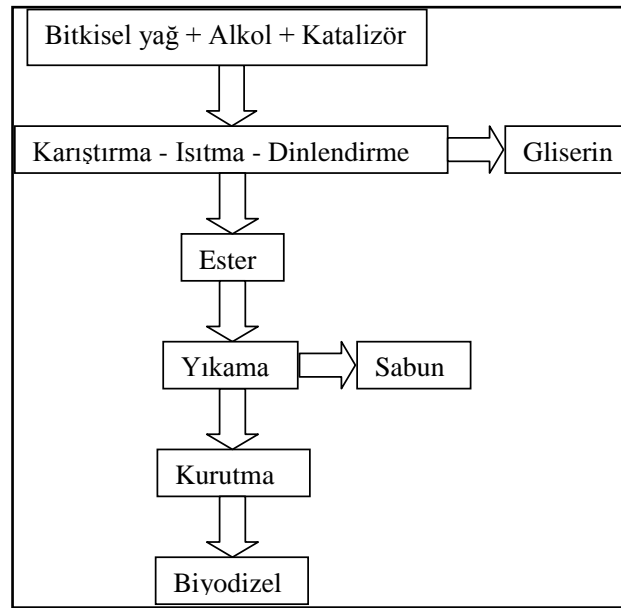 Bitkisel yağ + Alkol + Katalizör
Karıştırma - Isıtma - Dinlendirme
Gliserin
Ester
Yıkama
Sabun
Kurutma
Biyodizel